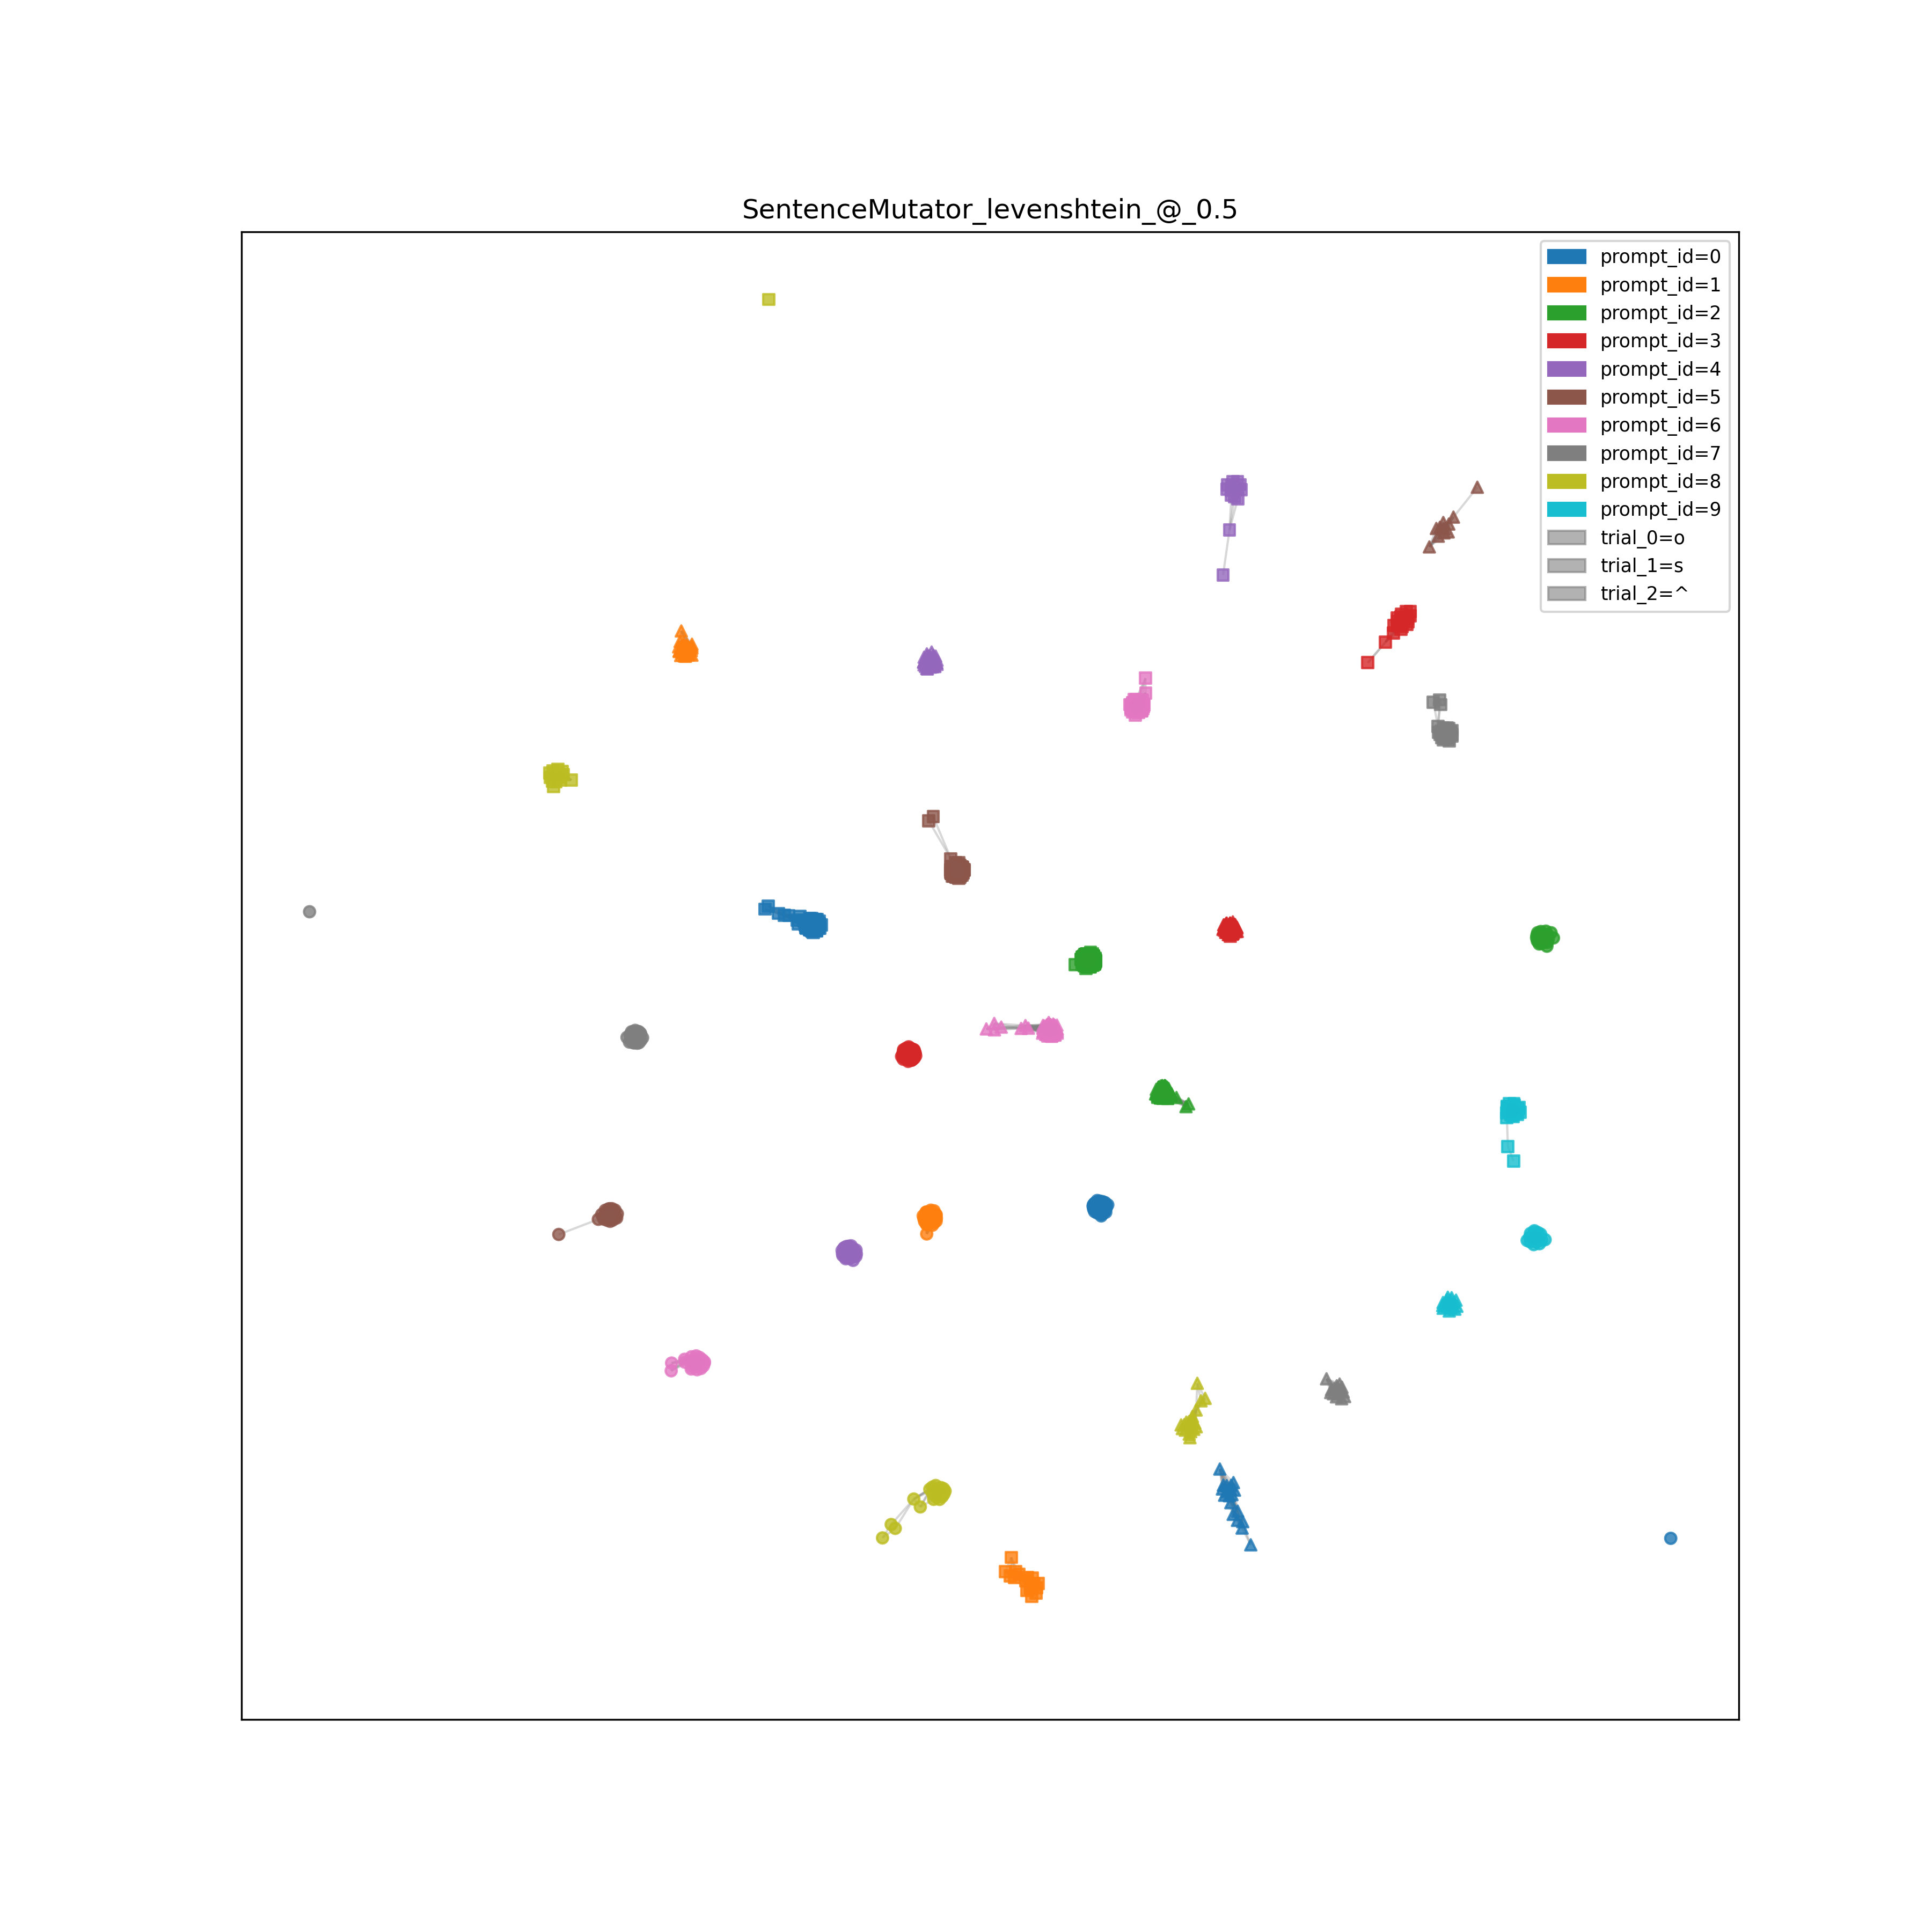 SentenceMutator_levenshtein_@_0.5
prompt_id=0
prompt_id=1
prompt_id=2
prompt_id=3
prompt_id=4
prompt_id=5
prompt_id=6
prompt_id=7
prompt_id=8
prompt_id=9
trial_0=o
trial_1=s
trial_2=^